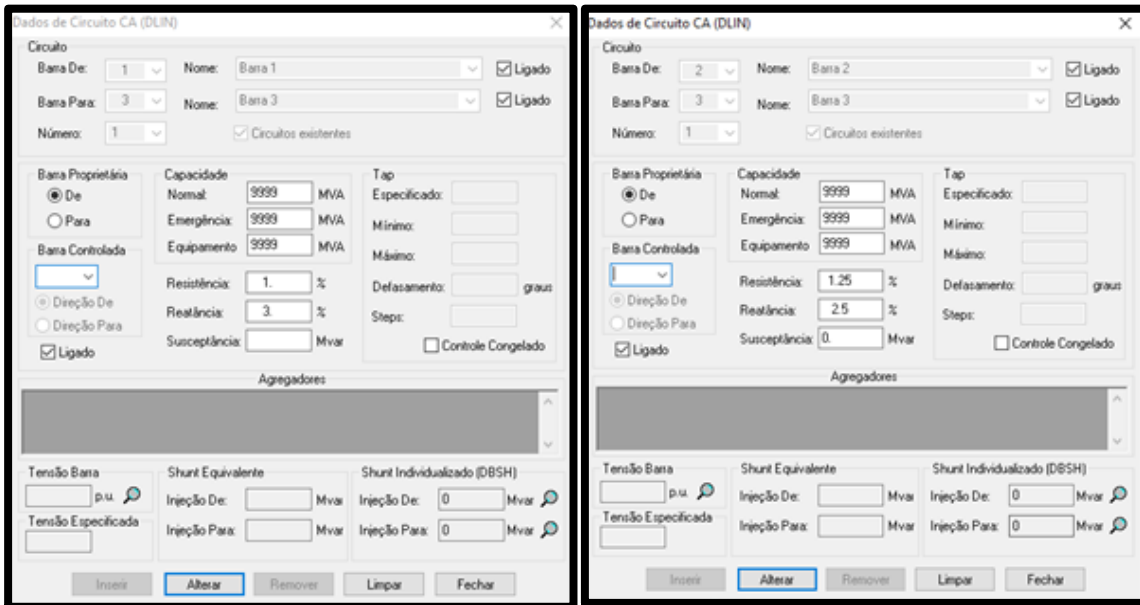 Dados de Circuito CA (DLIN)
Circuito
Barra De: 1 Nome: Barra 1 Ligado
Barra Para: 3 Nome: Barra 3 Ligado
Número: 1 Circuitos existentes
Barra Proprietária
De
Para
Capacidade
Normal: 9999 MVA
Emergência: 9999 MVA
Equipamento 9999 MVA
Tap
Especificado:
Mínimo:
Máximo:
Defasamento: graus
Steps:
Controle Congelado
Barra Controlada
Direção De
Direção Para
Ligado
Resistência: 1. %
Reatância: 3. %
Susceptância: Mvar
Agregadores
Tensão Barra
p.u.
Tensão Especificada
Shunt Equivalente
Injeção De: Mvar
Injeção Para: Mvar
Shunt Individualizado (DBSH)
Injeção De: 0 Mvar
Injeção Para: 0 Mvar
Inserir Alterar Remover Limpar Fechar
Dados de Circuito CA (DLIN)
Circuito
Barra De: 2 Nome: Barra 2 Ligado
Barra Para: 3 Nome: Barra 3 Ligado
Número: 1 Circuitos existentes
Barra Proprietária
De
Para
Capacidade
Normal: 9999 MVA
Emergência: 9999 MVA
Equipamento 9999 MVA
Tap
Especificado:
Mínimo:
Máximo:
Defasamento: graus
Steps:
Controle Congelado
Barra Controlada
Direção De
Direção Para
Ligado
Resistência: 1.25 %
Reatância: 2.5 %
Susceptância: 0. Mvar
Agregadores
Tensão Barra
p.u.
Tensão Especificada
Shunt Equivalente
Injeção De: Mvar
Injeção Para: Mvar
Shunt Individualizado (DBSH)
Injeção De: 0 Mvar
Injeção Para: 0 Mvar
Inserir Alterar Remover Limpar Fechar